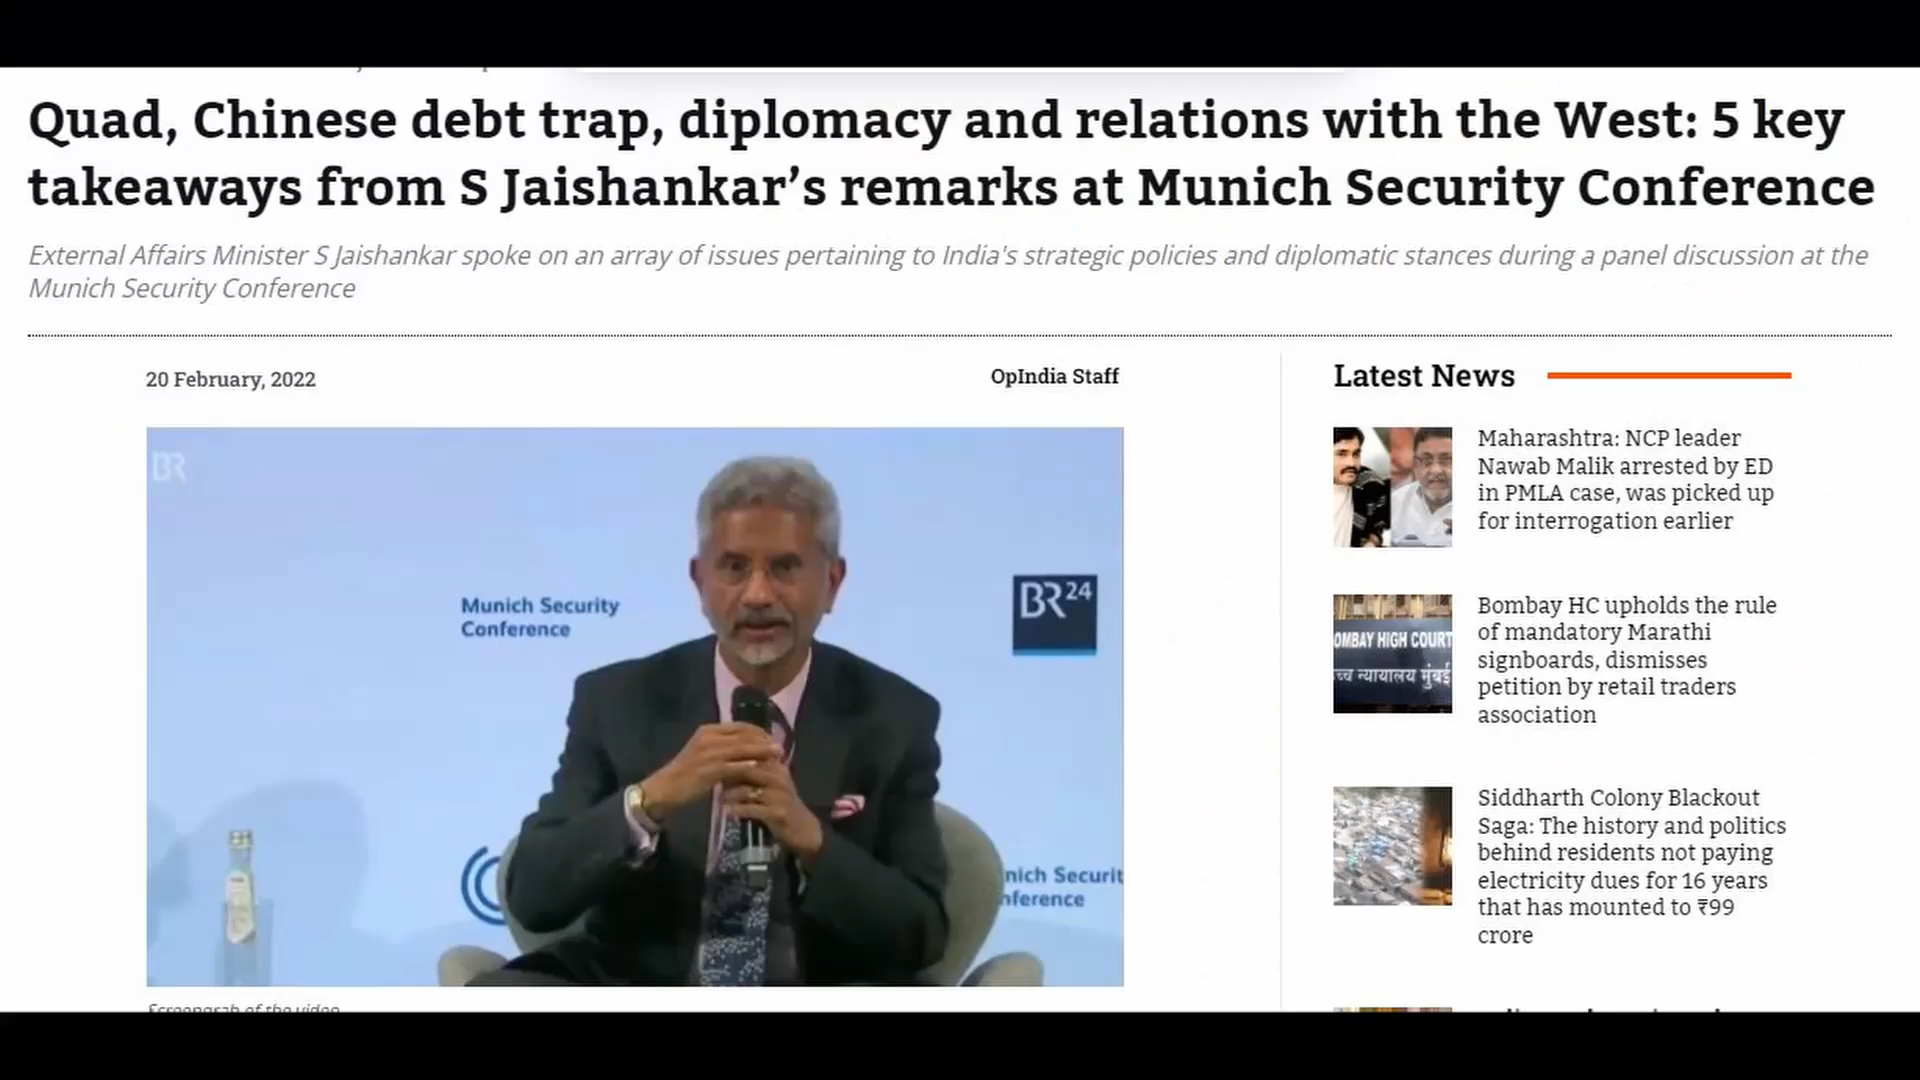 Quad, Chinese debt trap, diplomacy and relations with the West: 5 key
takeaways from S Jaishankar’s remarks at Munich Security Conference
External Affairs Minister S Jaishankar spoke on an array of issues pertaining to India's strategic policies and diplomatic stances during a panel discussion at the
Munich Security Conference
20 February, 2022
OpIndia Staff
BR
Munich Security
Conference
BR24
nich Securit
nference
Screengrab of the video
Latest News
Maharashtra: NCP leader
Nawab Malik arrested by ED
in PMLA case, was picked up
for interrogation earlier
OMBAY HIGH COURT
च्च न्यायालय मुंबई
Bombay HC upholds the rule
of mandatory Marathi
signboards, dismisses
petition by retail traders
association
Siddharth Colony Blackout
Saga: The history and politics
behind residents not paying
electricity dues for 16 years
that has mounted to ₹99
crore